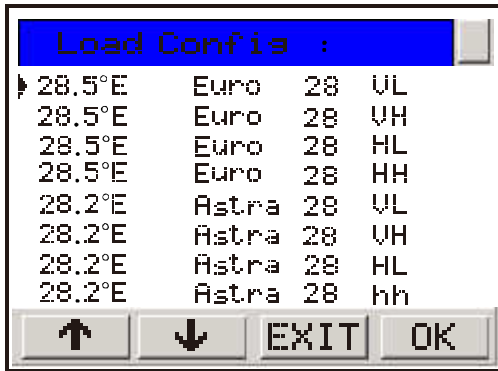 Load Config :
28.5°E Euro 28 VL
28.5°E Euro 28 VH
28.5°E Euro 28 HL
28.5°E Euro 28 HH
28.2°E Astra 28 VL
28.2°E Astra 28 VH
28.2°E Astra 28 HL
28.2°E Astra 28 hh
↑ ↓ EXIT OK